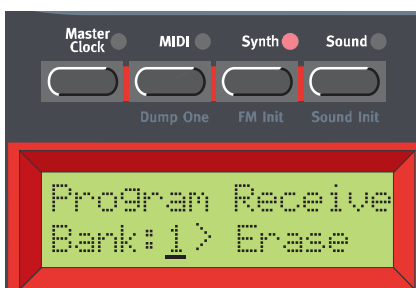 Master Clock MIDI Synth Sound
Dump One FM Init Sound Init
Program Receive
Bank:1> Erase